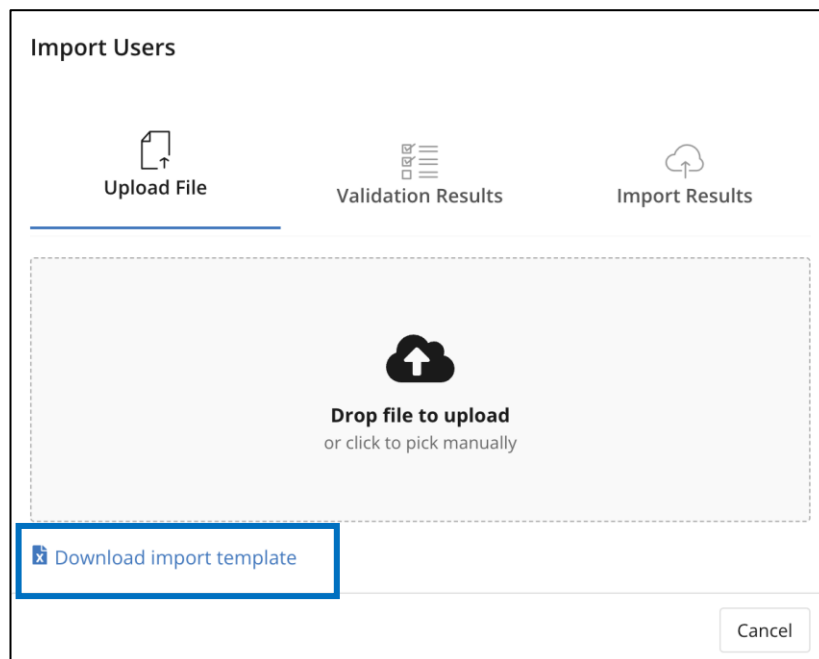 Import Users
Upload File
Validation Results
Import Results
Drop file to upload
or click to pick manually
Download import template
Cancel